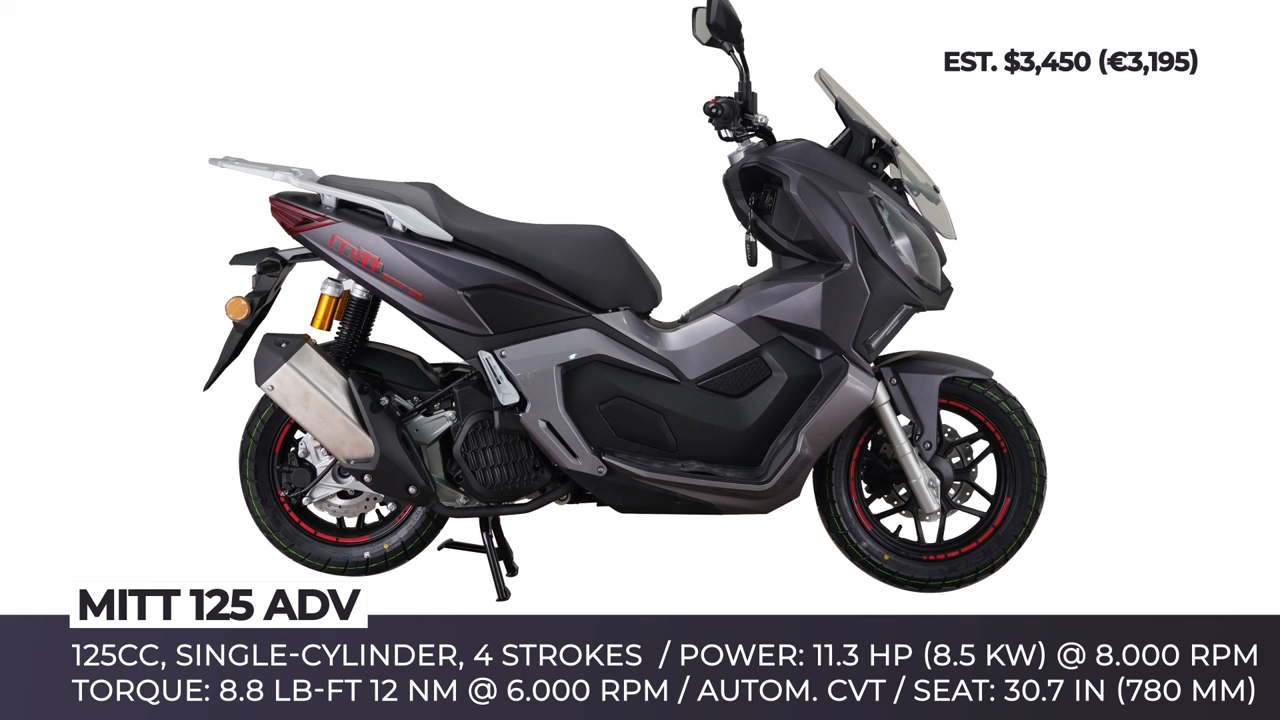 EST. $3,450 (€3,195)
mitt
MITT 125 ADV
125CC, SINGLE-CYLINDER, 4 STROKES / POWER: 11.3 HP (8.5 KW) @ 8.000 RPM
TORQUE: 8.8 LB-FT 12 NM @ 6.000 RPM / AUTOM. CVT / SEAT: 30.7 IN (780 MM)